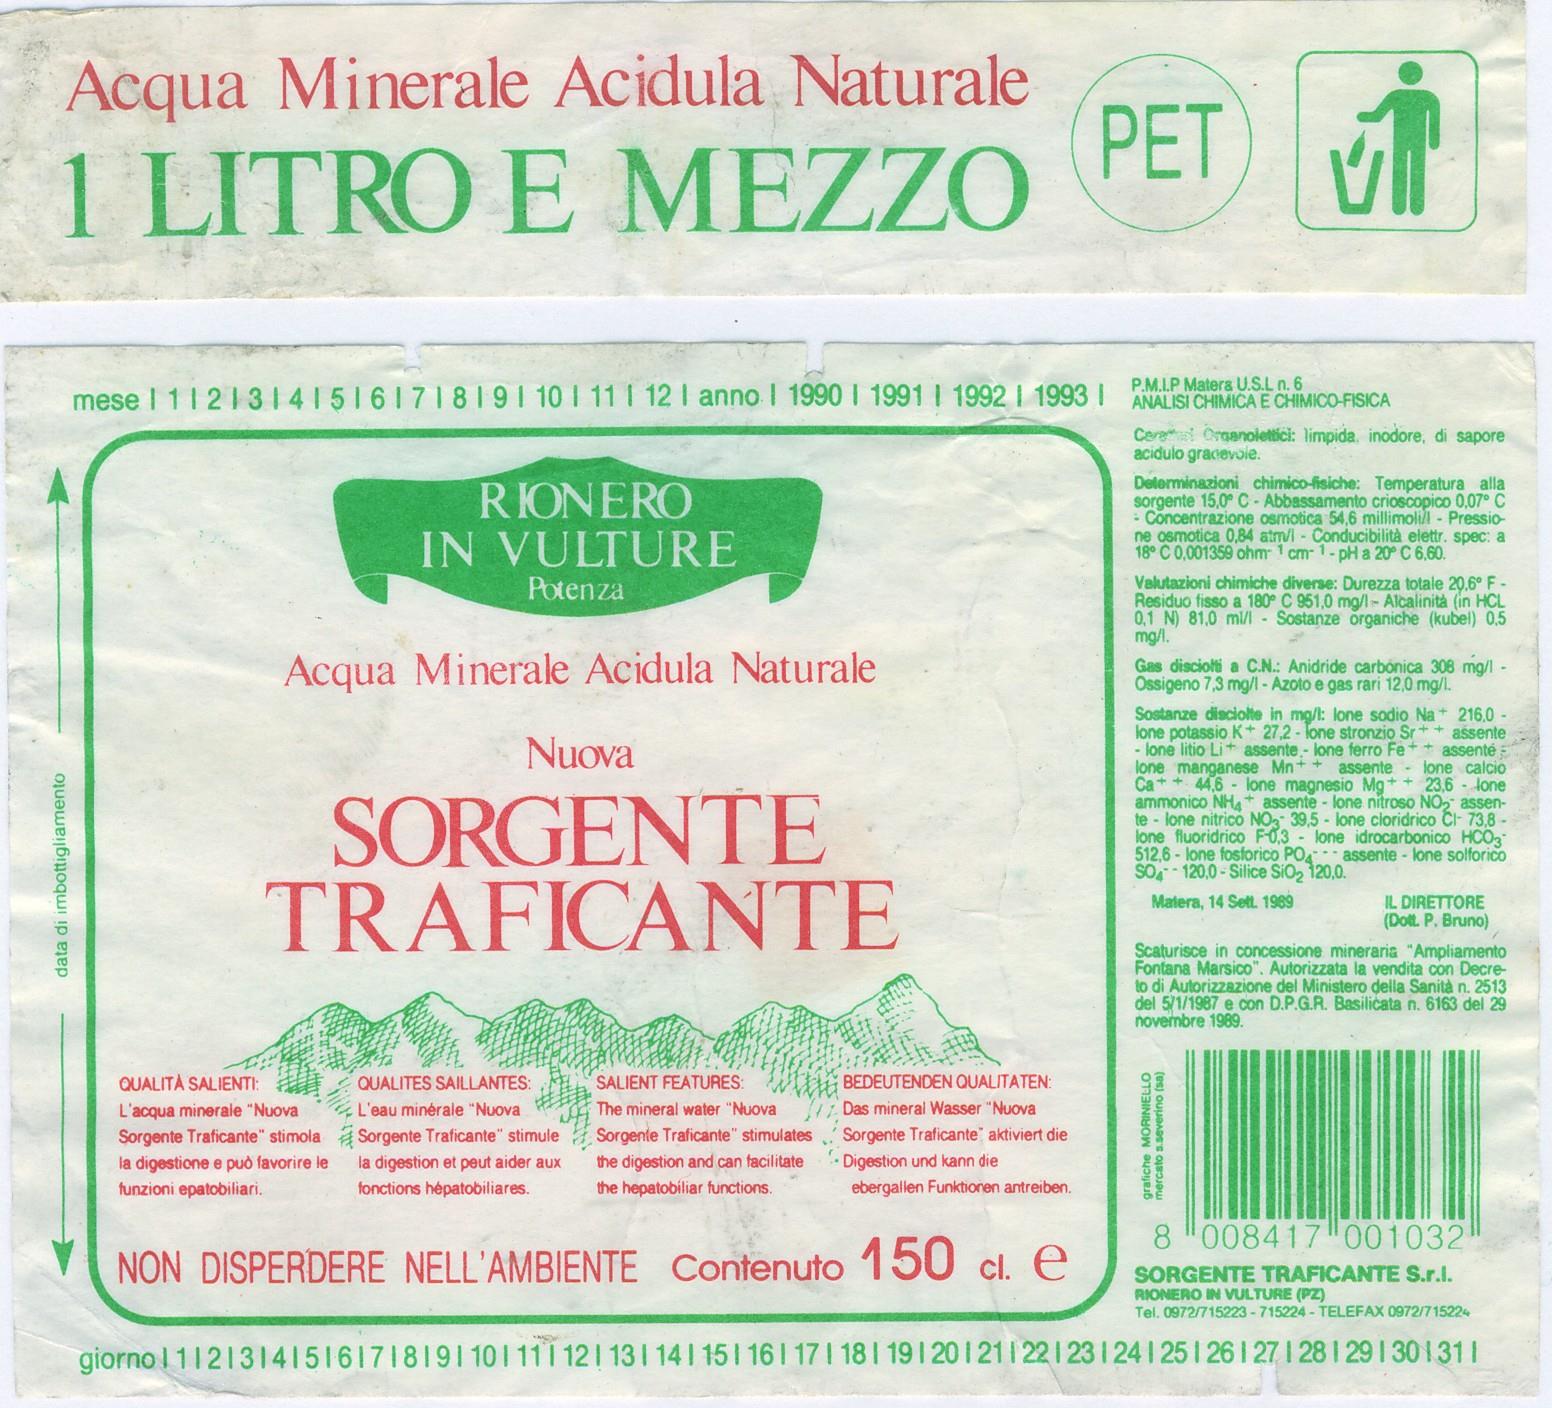 Acqua Minerale Acidula Naturale
1 LITRO E MEZZO
PET
mese | 1 | 2 | 3 | 4 | 5 | 6 | 7 | 8 | 9 | 10 | 11 | 12 | anno | 1990 | 1991 | 1992 | 1993 |
data di imbottigliamento
RIONERO
IN VULTURE
Potenza
Acqua Minerale Acidula Naturale
Nuova
SORGENTE
TRAFICANTE
QUALITÀ SALIENTI:
L'acqua minerale "Nuova
Sorgente Traficante" stimola
la digestione e può favorire le
funzioni epatobiliari.
QUALITES SAILLANTES:
L'eau minérale "Nuova
Sorgente Traficante" stimule
la digestion et peut aider aux
fonctions hépatobiliares.
SALIENT FEATURES:
The mineral water "Nuova
Sorgente Traficante" stimulates
the digestion and can facilitate
the hepatobiliar functions.
BEDEUTENDEN QUALITATEN:
Das mineral Wasser "Nuova
Sorgente Traficante" aktiviert die
Digestion und kann die
ebergallen Funktionen antreiben.
NON DISPERDERE NELL'AMBIENTE Contenuto 150 cl. e
giorno | 1 | 2 | 3 | 4 | 5 | 6 | 7 | 8 | 9 | 10 | 11 | 12 | 13 | 14 | 15 | 16 | 17 | 18 | 19 | 20 | 21 | 22 | 23 | 24 | 25 | 26 | 27 | 28 | 29 | 30 | 31 |
P.M.I.P Matera U.S.L n. 6
ANALISI CHIMICA E CHIMICO-FISICA
Organolettici: limpida, inodore, di sapore
acidulo gradevole.
Determinazioni chimico-fisiche: Temperatura alla
sorgente 15,0° C - Abbassamento crioscopico 0,07° C
- Concentrazione osmotica 54,6 millimoli/l - Pressio-
ne osmotica 0,84 atm/l - Conducibilità elettr. spec: a
18° C 0,001359 ohm-¹ cm-¹ - pH a 20° C 6,60.
Valutazioni chimiche diverse: Durezza totale 20,6° F -
Residuo fisso a 180° C 951,0 mg/l - Alcalinità (in HCL
0,1 N) 81,0 ml/l - Sostanze organiche (kubel) 0,5
mg/l.
Gas disciolti a C.N.: Anidride carbonica 308 mg/l -
Ossigeno 7,3 mg/l - Azoto e gas rari 12,0 mg/l.
Sostanze disciolte in mg/l: Ione sodio Na+ 216,0 -
Ione potassio K+ 27,2 - Ione stronzio Sr++ assente
- Ione litio Li+ assente - Ione ferro Fe++ assente -
Ione manganese Mn++ assente - Ione calcio
Ca++ 44,6 - Ione magnesio Mg++ 23,6 - Ione
ammonico NH₄+ assente - Ione nitroso NO₂- assen-
te - Ione nitrico NO₃- 39,5 - Ione cloridrico Cl- 73,8 -
Ione fluoridrico F-0,3 - Ione idrocarbonico HCO₃-
512,6 - Ione fosforico PO₄--- assente - Ione solforico
SO₄-- 120,0 - Silice SiO₂ 120,0.
Matera, 14 Sett. 1989 IL DIRETTORE
(Dott. P. Bruno)
Scaturisce in concessione mineraria "Ampliamento
Fontana Marsico". Autorizzata la vendita con Decre-
to di Autorizzazione del Ministero della Sanità n. 2513
del 5/1/1987 e con D.P.G.R. Basilicata n. 6163 del 29
novembre 1989.
grafiche MORINIELLO
mercato s.severino (sa)
8 008417 001032
SORGENTE TRAFICANTE S.r.l.
RIONERO IN VULTURE (PZ)
Tel. 0972/715223 - 715224 - TELEFAX 0972/715224